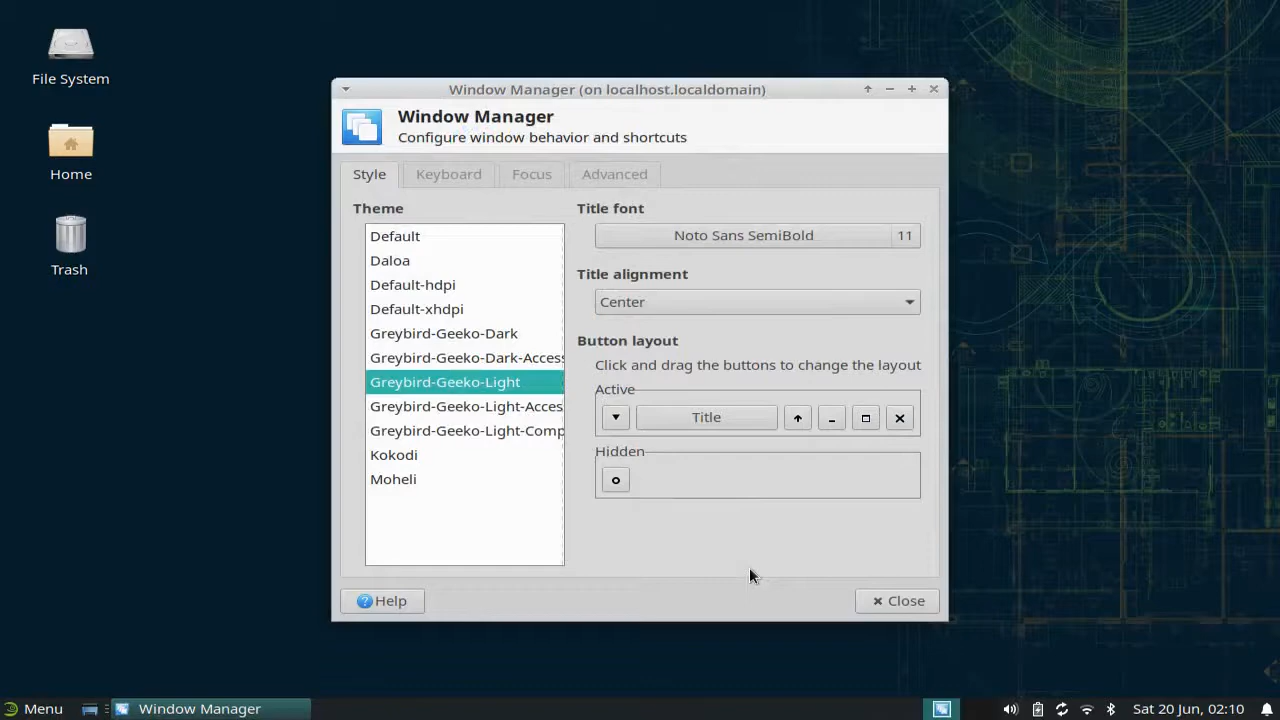 File System
Home
Trash
Window Manager (on localhost.localdomain)
Window Manager
Configure window behavior and shortcuts
Style
Keyboard
Focus
Advanced
Theme
Default
Daloa
Default-hdpi
Default-xhdpi
Greybird-Geeko-Dark
Greybird-Geeko-Dark-Access
Greybird-Geeko-Light
Greybird-Geeko-Light-Acces
Greybird-Geeko-Light-Comp
Kokodi
Moheli
Title font
Noto Sans SemiBold 11
Title alignment
Center
Button layout
Click and drag the buttons to change the layout
Active
Title
Hidden
Help
Close
Menu
Window Manager
Sat 20 Jun, 02:10